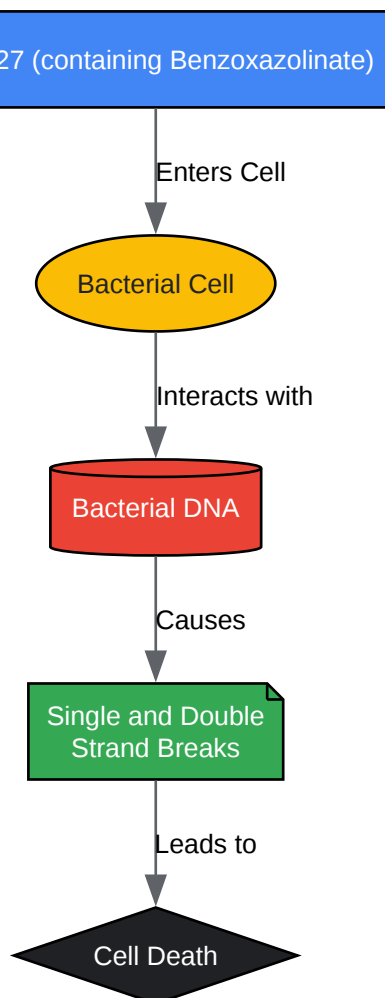 27 (containing Benzoxazolinate)
Enters Cell
Bacterial Cell
Interacts with
Bacterial DNA
Causes
Single and Double
Strand Breaks
Leads to
Cell Death